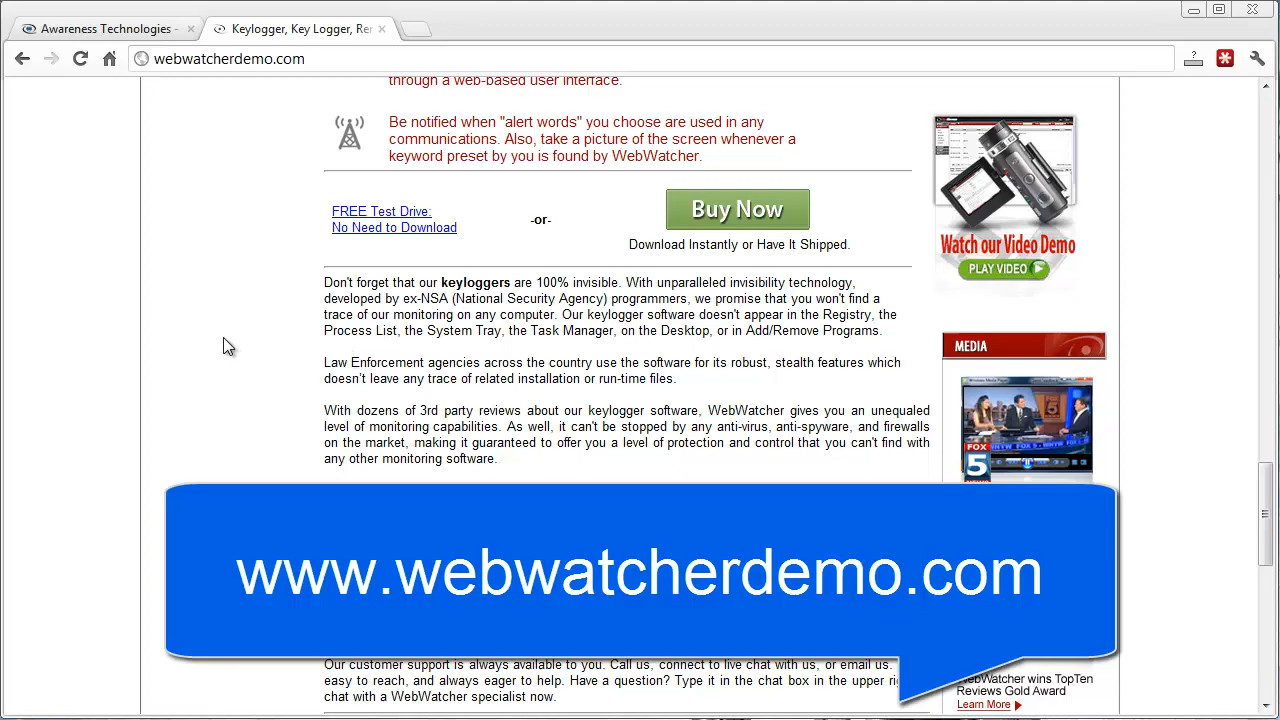 Awareness Technologies -
Keylogger, Key Logger, Rer
webwatcherdemo.com
through a web-based user interface.
Be notified when "alert words" you choose are used in any
communications. Also, take a picture of the screen whenever a
keyword preset by you is found by WebWatcher.
FREE Test Drive:
No Need to Download
-or-
Buy Now
Download Instantly or Have It Shipped.
Watch our Video Demo
PLAY VIDEO
Don't forget that our keyloggers are 100% invisible. With unparalleled invisibility technology,
developed by ex-NSA (National Security Agency) programmers, we promise that you won't find a
trace of our monitoring on any computer. Our keylogger software doesn't appear in the Registry, the
Process List, the System Tray, the Task Manager, on the Desktop, or in Add/Remove Programs.
Law Enforcement agencies across the country use the software for its robust, stealth features which
doesn't leave any trace of related installation or run-time files.
With dozens of 3rd party reviews about our keylogger software, WebWatcher gives you an unequaled
level of monitoring capabilities. As well, it can't be stopped by any anti-virus, anti-spyware, and firewalls
on the market, making it guaranteed to offer you a level of protection and control that you can't find with
any other monitoring software.
MEDIA
FOX
5
www.webwatcherdemo.com
Our customer support is always available to you. Call us, connect to live chat with us, or email us.
easy to reach, and always eager to help. Have a question? Type it in the chat box in the upper
chat with a WebWatcher specialist now.
WebWatcher wins TopTen
Reviews Gold Award
Learn More